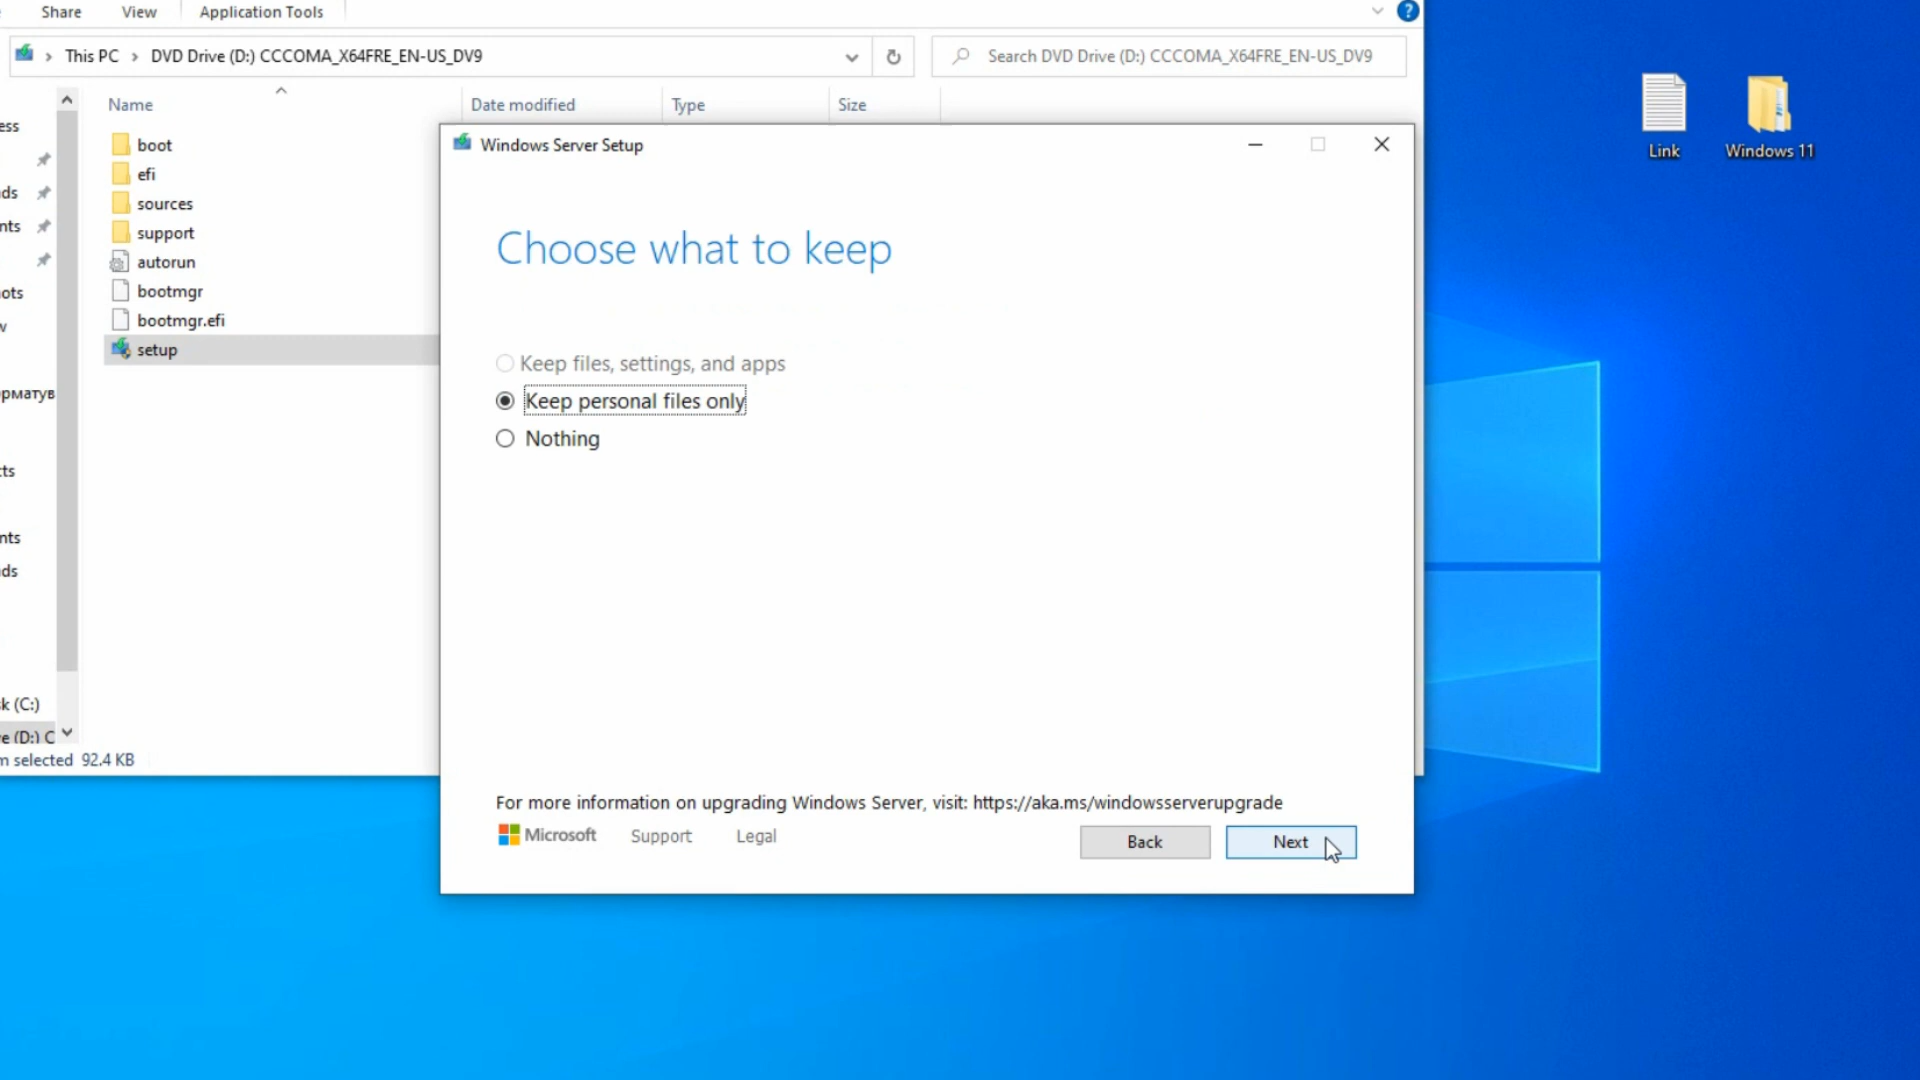 Share View Application Tools
This PC > DVD Drive (D:) CCCOMA_X64FRE_EN-US_DV9
Search DVD Drive (D:) CCCOMA_X64FRE_EN-US_DV9
Name Date modified Type Size
ess
boot
efi
ds sources
nts support
autorun
ots bootmgr
w bootmgr.efi
setup
рматув
cts
nts
ds
k (C:)
e (D:) C
m selected 92.4 KB
Windows Server Setup
Choose what to keep
Keep files, settings, and apps
Keep personal files only
Nothing
For more information on upgrading Windows Server, visit: https://aka.ms/windowsserverupgrade
Microsoft Support Legal
Back Next
Link Windows 11